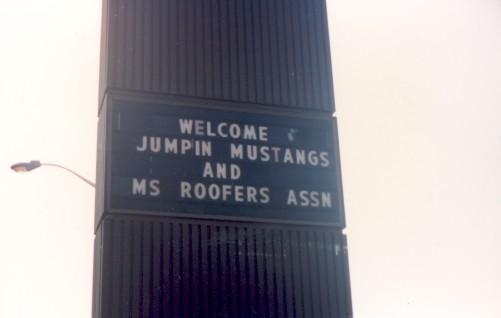 WELCOME
JUMPIN MUSTANGS
AND
MS ROOFERS ASSN